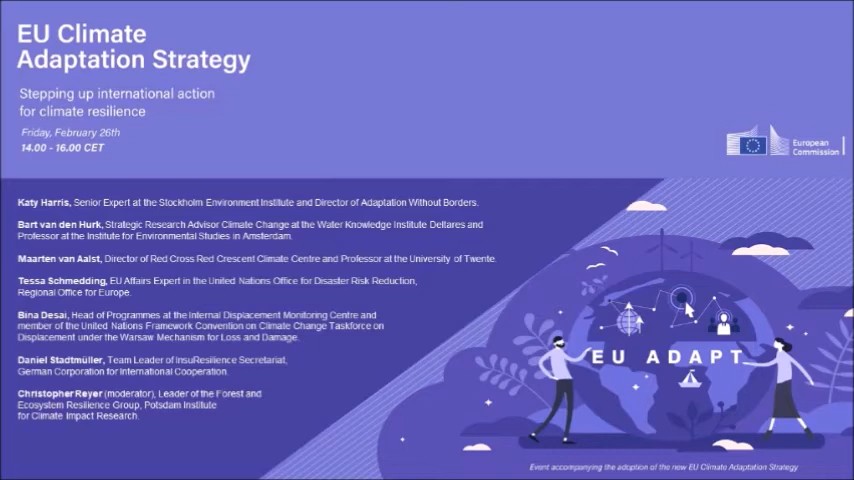 EU Climate
Adaptation Strategy
Stepping up international action
for climate resilience
Friday, February 26th
14.00 - 16.00 CET
European
Commission
Katy Harris, Senior Expert at the Stockholm Environment Institute and Director of Adaptation Without Borders.
Bart van den Hurk, Strategic Research Advisor Climate Change at the Water Knowledge Institute Deltares and
Professor at the Institute for Environmental Studies in Amsterdam.
Maarten van Aalst, Director of Red Cross Red Crescent Climate Centre and Professor at the University of Twente.
Tessa Schmedding, EU Affairs Expert in the United Nations Office for Disaster Risk Reduction,
Regional Office for Europe.
Bina Desai, Head of Programmes at the Internal Displacement Monitoring Centre and
member of the United Nations Framework Convention on Climate Change Taskforce on
Displacement under the Warsaw Mechanism for Loss and Damage.
Daniel Stadtmüller, Team Leader of InsuResilience Secretariat,
German Corporation for International Cooperation.
Christopher Reyer (moderator), Leader of the Forest and
Ecosystem Resilience Group, Potsdam Institute
for Climate Impact Research.
EU ADAPT
Event accompanying the adoption of the new EU Climate Adaptation Strategy